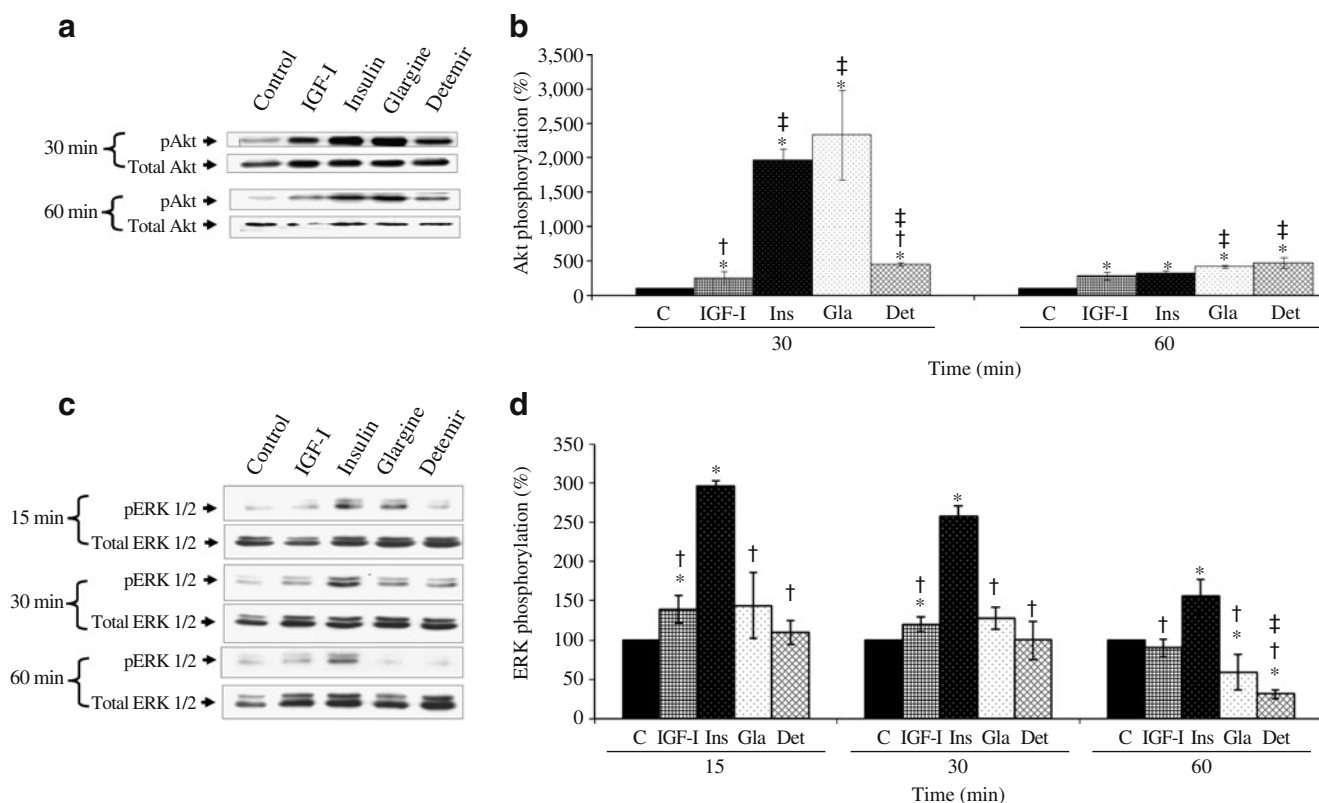 a
Control IGF-I Insulin Glargine Detemir
30 min
pAkt
Total Akt
60 min
pAkt
Total Akt
b
Akt phosphorylation (%)
3,500
3,000
2,500
2,000
1,500
1,000
500
0
† *
‡ *
‡ *
‡ † *
*
*
‡ *
‡ *
C IGF-I Ins Gla Det C IGF-I Ins Gla Det
30 60
Time (min)
c
Control IGF-I Insulin Glargine Detemir
15 min
pERK 1/2
Total ERK 1/2
30 min
pERK 1/2
Total ERK 1/2
60 min
pERK 1/2
Total ERK 1/2
d
ERK phosphorylation (%)
350
300
250
200
150
100
50
0
† *
*
†
†
† *
*
†
†
†
*
† *
‡ † *
C IGF-I Ins Gla Det C IGF-I Ins Gla Det C IGF-I Ins Gla Det
15 30 60
Time (min)